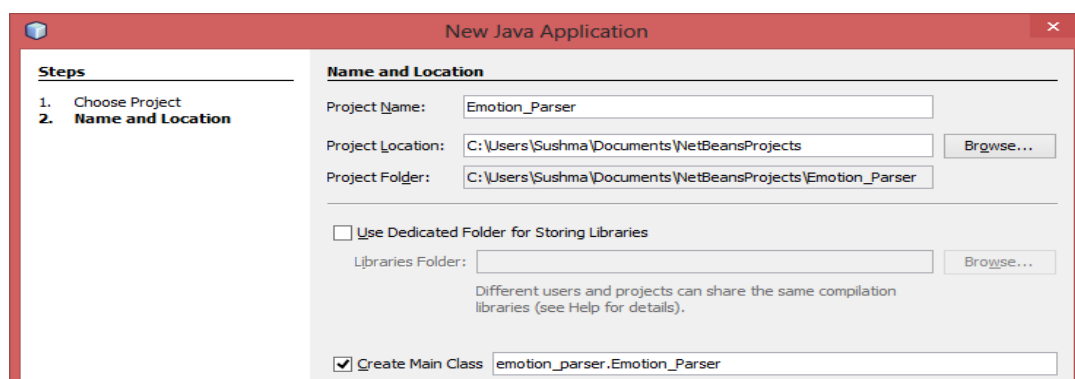 New Java Application
Steps
1. Choose Project
2. Name and Location
Name and Location
Project Name: Emotion_Parser
Project Location: C:\Users\Sushma\Documents\NetBeansProjects Browse...
Project Folder: C:\Users\Sushma\Documents\NetBeansProjects\Emotion_Parser
Use Dedicated Folder for Storing Libraries
Libraries Folder: Browse...
Different users and projects can share the same compilation
libraries (see Help for details).
Create Main Class emotion_parser.Emotion_Parser